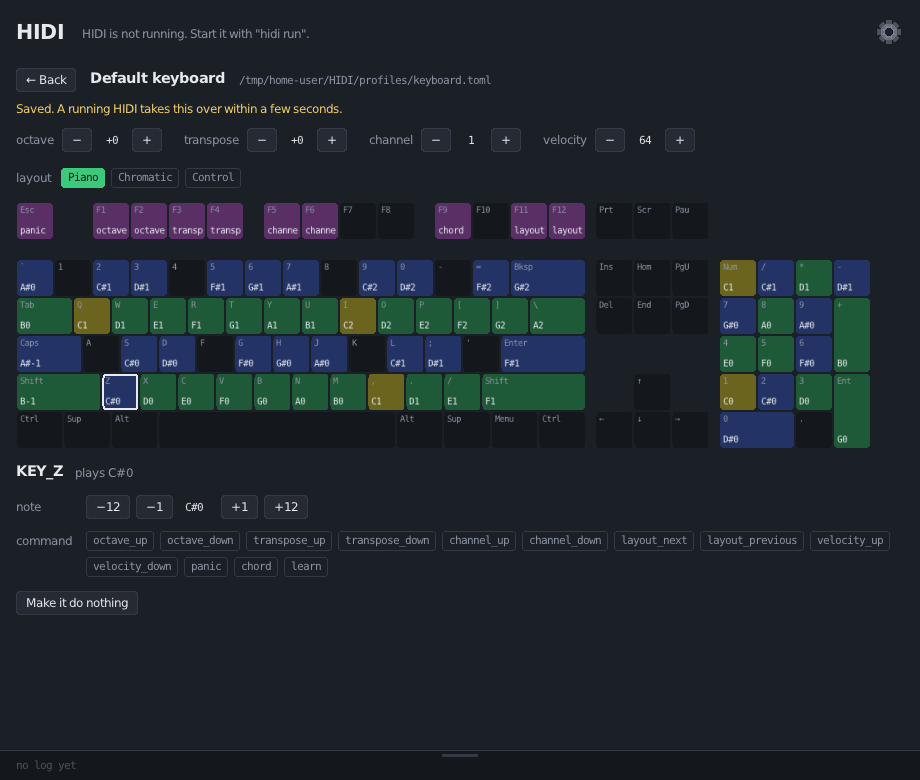 HIDI HIDI is not running. Start it with "hidi run".
← Back Default keyboard /tmp/home-user/HIDI/profiles/keyboard.toml
Saved. A running HIDI takes this over within a few seconds.
octave − +0 + transpose − +0 + channel − 1 + velocity − 64 +
layout Piano Chromatic Control
Esc F1 F2 F3 F4 F5 F6 F7 F8 F9 F10 F11 F12 Prt Scr Pau
panic octave octave transp transp channe channe chord layout layout
` 1 2 3 4 5 6 7 8 9 0 - = Bksp Ins Hom PgU Num / * -
A#0 C#1 D#1 F#1 G#1 A#1 C#2 D#2 F#2 G#2 C1 C#1 D1 D#1
Tab Q W E R T Y U I O P [ ] \ Del End PgD 7 8 9 +
B0 C1 D1 E1 F1 G1 A1 B1 C2 D2 E2 F2 G2 A2 G#0 A0 A#0
Caps A S D F G H J K L ; ' Enter 4 5 6
A#-1 C#0 D#0 F#0 G#0 A#0 C#1 D#1 F#1 E0 F0 F#0 B0
Shift Z X C V B N M , . / Shift ↑ 1 2 3 Ent
B-1 C#0 D0 E0 F0 G0 A0 B0 C1 D1 E1 F1 C0 C#0 D0
Ctrl Sup Alt Alt Sup Menu Ctrl ← ↓ → 0 .
D#0 G0
KEY_Z plays C#0
note −12 −1 C#0 +1 +12
command octave_up octave_down transpose_up transpose_down channel_up channel_down layout_next layout_previous velocity_up
velocity_down panic chord learn
Make it do nothing
no log yet